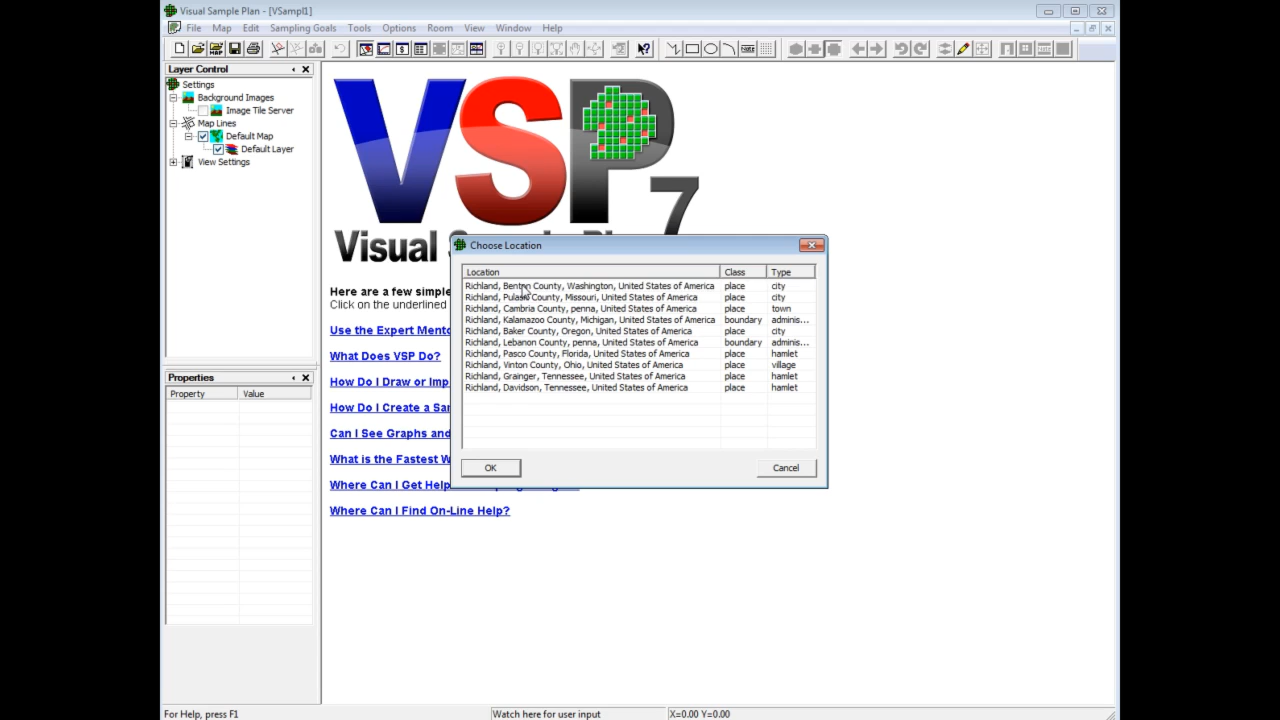 Visual Sample Plan - [VSampl1]
File Map Edit Sampling Goals Tools Options Room View Window Help
Layer Control
Settings
Background Images
Image Tile Server
Map Lines
Default Map
Default Layer
View Settings
Properties
Property Value
VSP7
Visual
Here are a few simple
Click on the underlined
Use the Expert Mento
What Does VSP Do?
How Do I Draw or Imp
How Do I Create a Sa
Can I See Graphs and
What is the Fastest W
Where Can I Get Help
Where Can I Find On-Line Help?
Choose Location
Location Class Type
Richland, Benton County, Washington, United States of America place city
Richland, Pulaski County, Missouri, United States of America place city
Richland, Cambria County, penna, United States of America place town
Richland, Kalamazoo County, Michigan, United States of America boundary adminis...
Richland, Baker County, Oregon, United States of America place city
Richland, Lebanon County, penna, United States of America boundary adminis...
Richland, Pasco County, Florida, United States of America place hamlet
Richland, Vinton County, Ohio, United States of America place village
Richland, Grainger, Tennessee, United States of America place hamlet
Richland, Davidson, Tennessee, United States of America place hamlet
OK Cancel
For Help, press F1 Watch here for user input X=0.00 Y=0.00